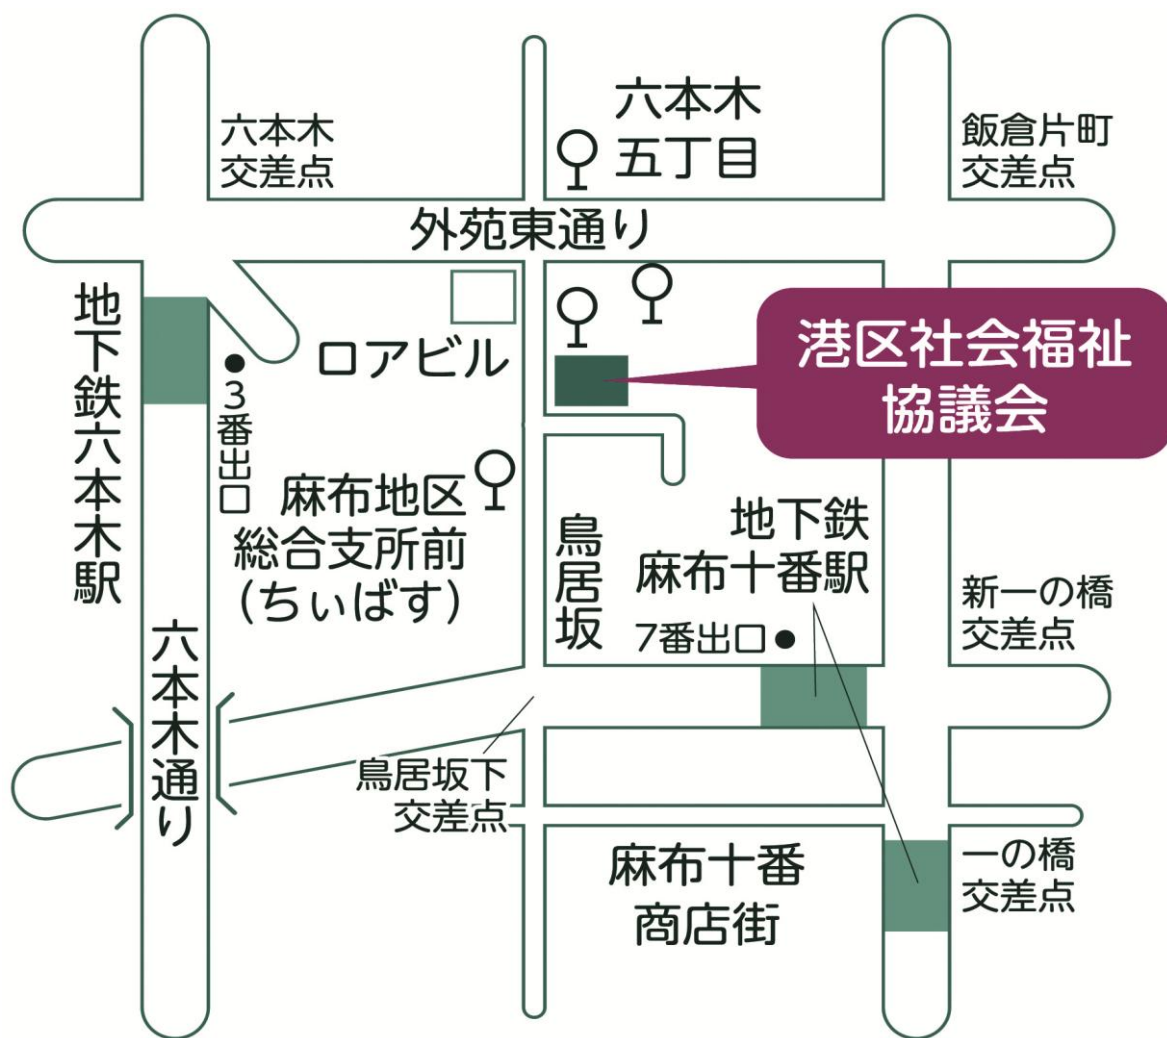 六本木
交差点
六本木
五丁目
飯倉片町
交差点
外苑東通り
地下鉄六本木駅
3番出口
ロアビル
港区社会福祉
協議会
麻布地区
総合支所前
(ちぃばす)
鳥居坂
地下鉄
麻布十番駅
7番出口
新一の橋
交差点
六本木通り
鳥居坂下
交差点
麻布十番
商店街
一の橋
交差点